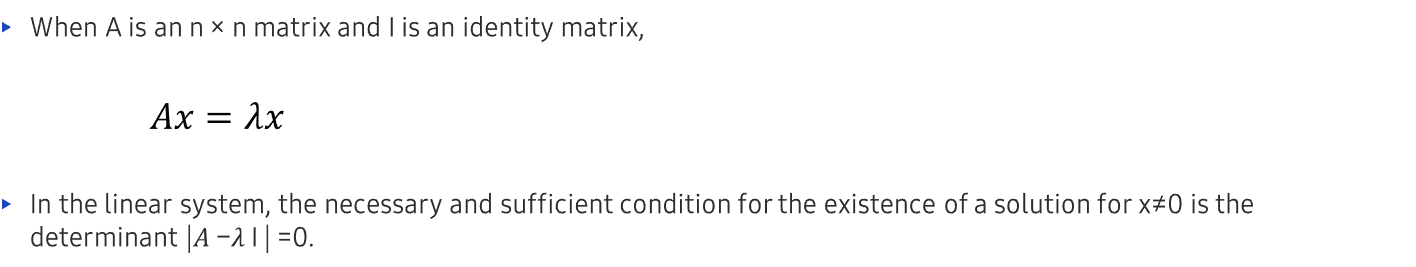 ▸ When A is an n × n matrix and I is an identity matrix,
Ax = λx
▸ In the linear system, the necessary and sufficient condition for the existence of a solution for x≠0 is the
determinant |A −λ I | =0.